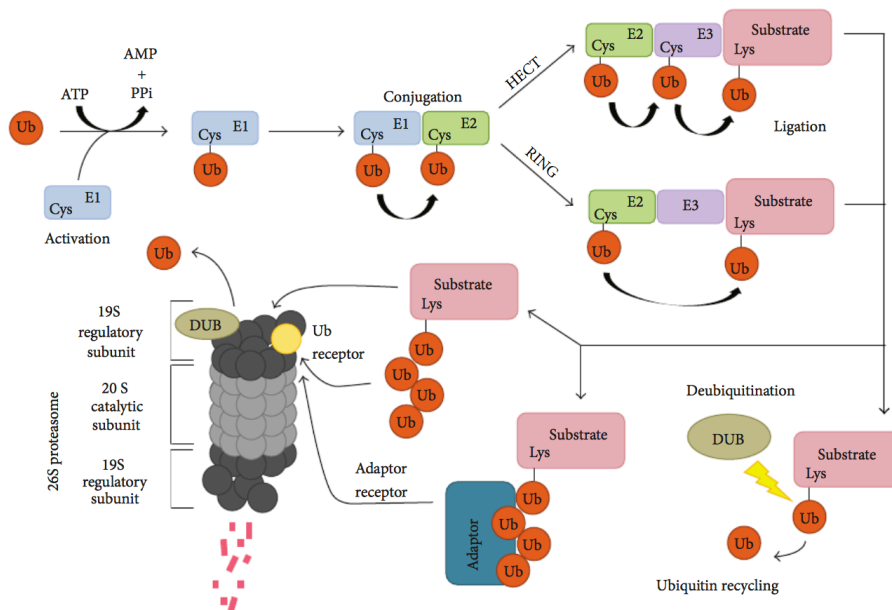 AMP
+
PPi
ATP
Ub
Cys E1
Ub
Cys E1
Activation
Conjugation
Cys E1 E2
Cys
Ub Ub
HECT
RING
E2 E3 Substrate
Cys Cys Lys
Ub Ub Ub
Ligation
E2 E3 Substrate
Cys Lys
Ub Ub
Ub
DUB
Ub
receptor
19S
regulatory
subunit
20 S
catalytic
subunit
19S
regulatory
subunit
26S proteasome
Substrate
Lys
Ub
Ub
Ub
Ub
Ub
Adaptor
receptor
Substrate
Lys
Ub
Ub
Ub
Ub
Ub
Adaptor
Deubiquitination
DUB
Substrate
Lys
Ub
Ub
Ubiquitin recycling